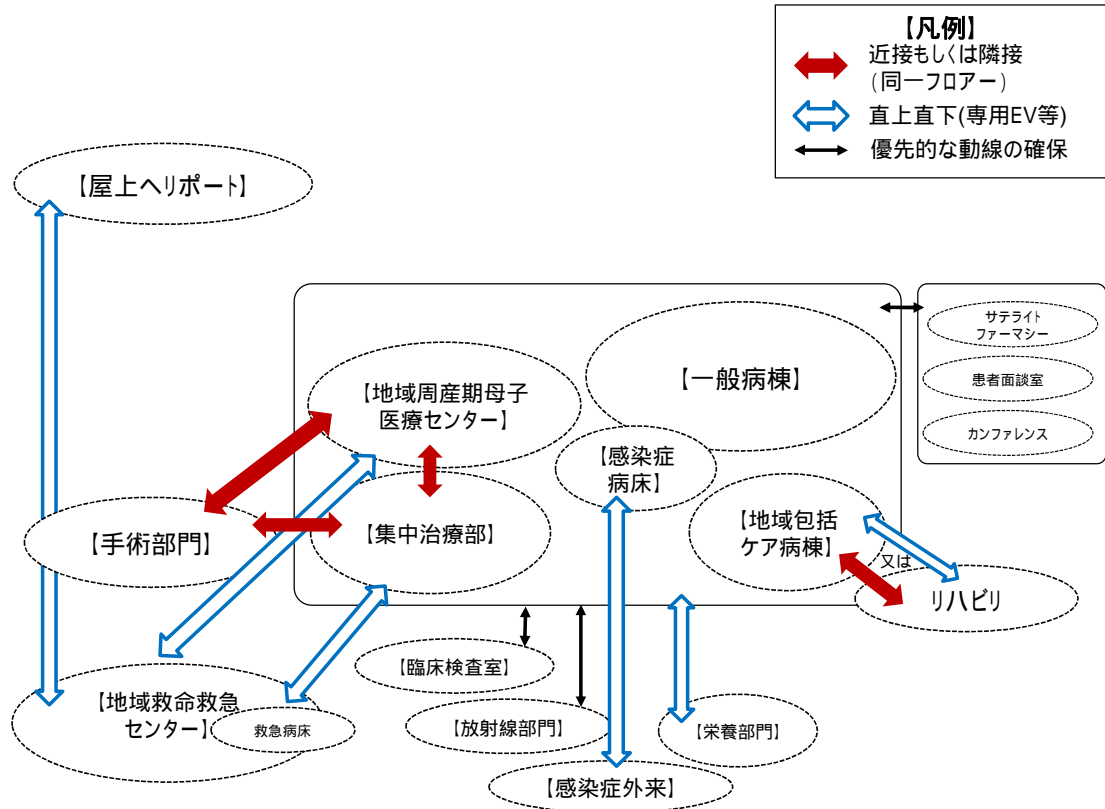 【凡例】
近接もしくは隣接
(同一フロアー)
直上直下(専用EV等)
優先的な動線の確保
【屋上ヘリポート】
サテライト
ファーマシー
患者面談室
カンファレンス
【一般病棟】
【地域周産期母子
医療センター】
【感染症
病床】
【手術部門】
【集中治療部】
【地域包括
ケア病棟】
又は
リハビリ
【臨床検査室】
【地域救命救急
センター】
救急病床
【放射線部門】
【栄養部門】
【感染症外来】